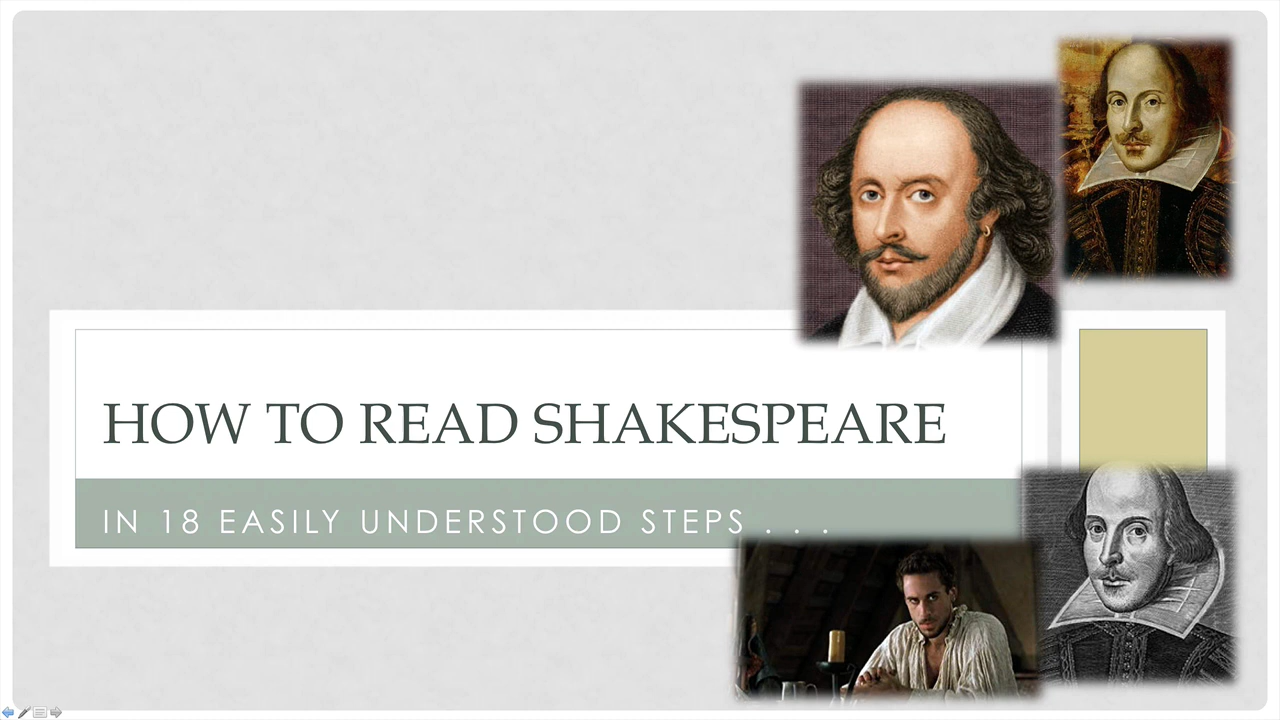 HOW TO READ SHAKESPEARE
IN 18 EASILY UNDERSTOOD STEPS . . .